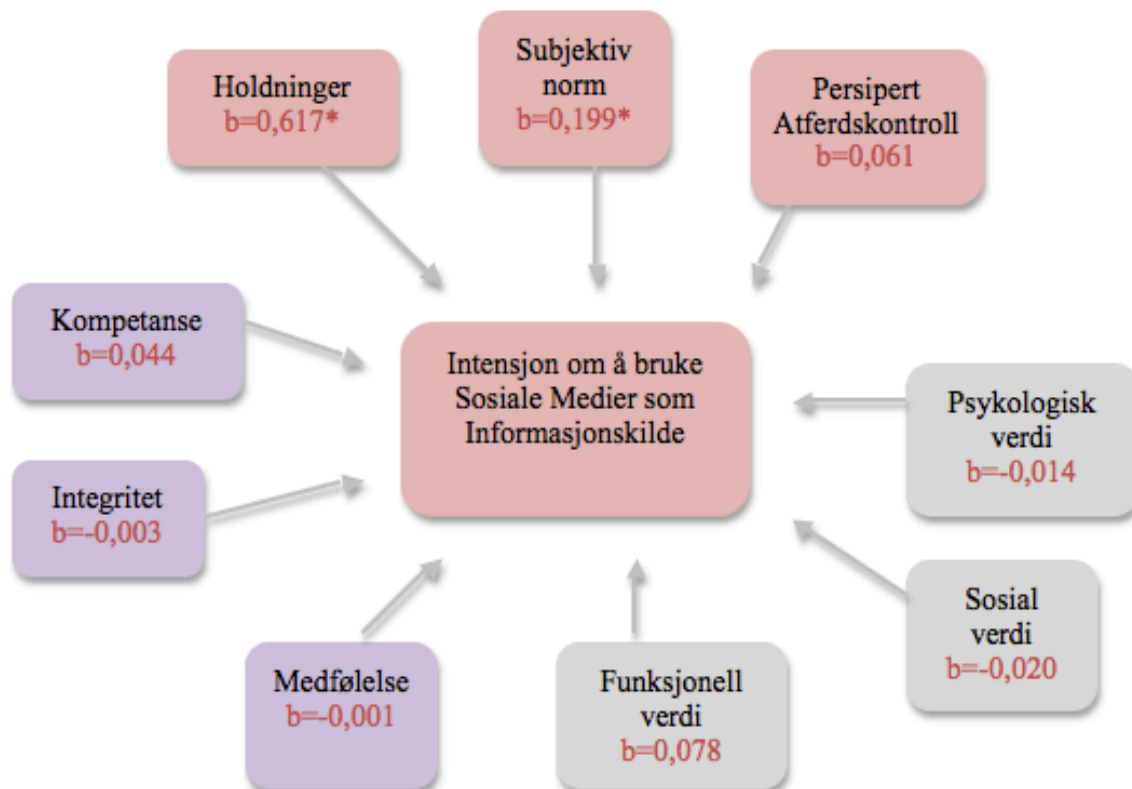 Holdninger
b=0,617*
Subjektiv
norm
b=0,199*
Persipert
Atferdskontroll
b=0,061
Kompetanse
b=0,044
Intensjon om å bruke
Sosiale Medier som
Informasjonskilde
Psykologisk
verdi
b=-0,014
Integritet
b=-0,003
Sosial
verdi
b=-0,020
Medfølelse
b=-0,001
Funksjonell
verdi
b=0,078